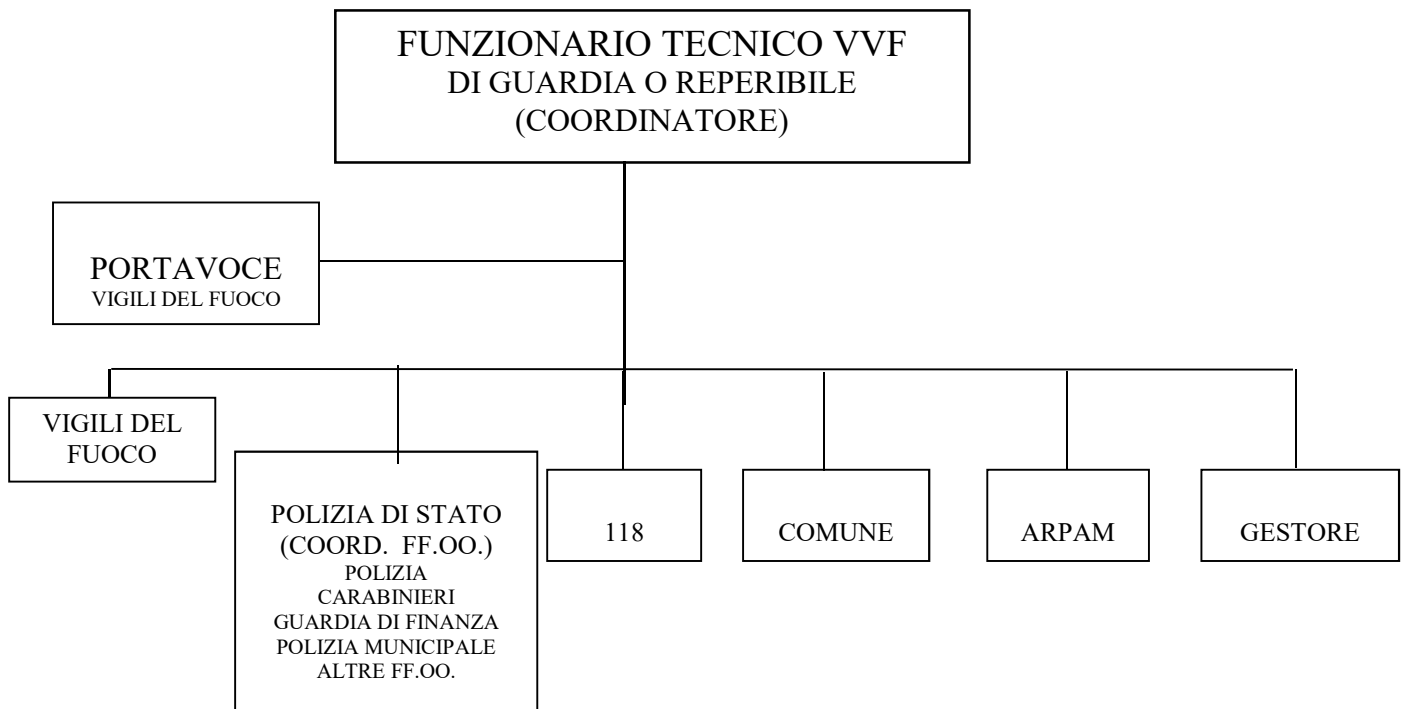 FUNZIONARIO TECNICO VVF
DI GUARDIA O REPERIBILE
(COORDINATORE)
PORTAVOCE
VIGILI DEL FUOCO
VIGILI DEL
FUOCO
POLIZIA DI STATO
(COORD. FF.OO.)
POLIZIA
CARABINIERI
GUARDIA DI FINANZA
POLIZIA MUNICIPALE
ALTRE FF.OO.
118
COMUNE
ARPAM
GESTORE